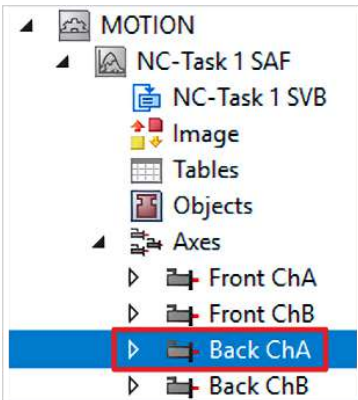 MOTION
NC-Task 1 SAF
NC-Task 1 SVB
Image
Tables
Objects
Axes
Front ChA
Front ChB
Back ChA
Back ChB